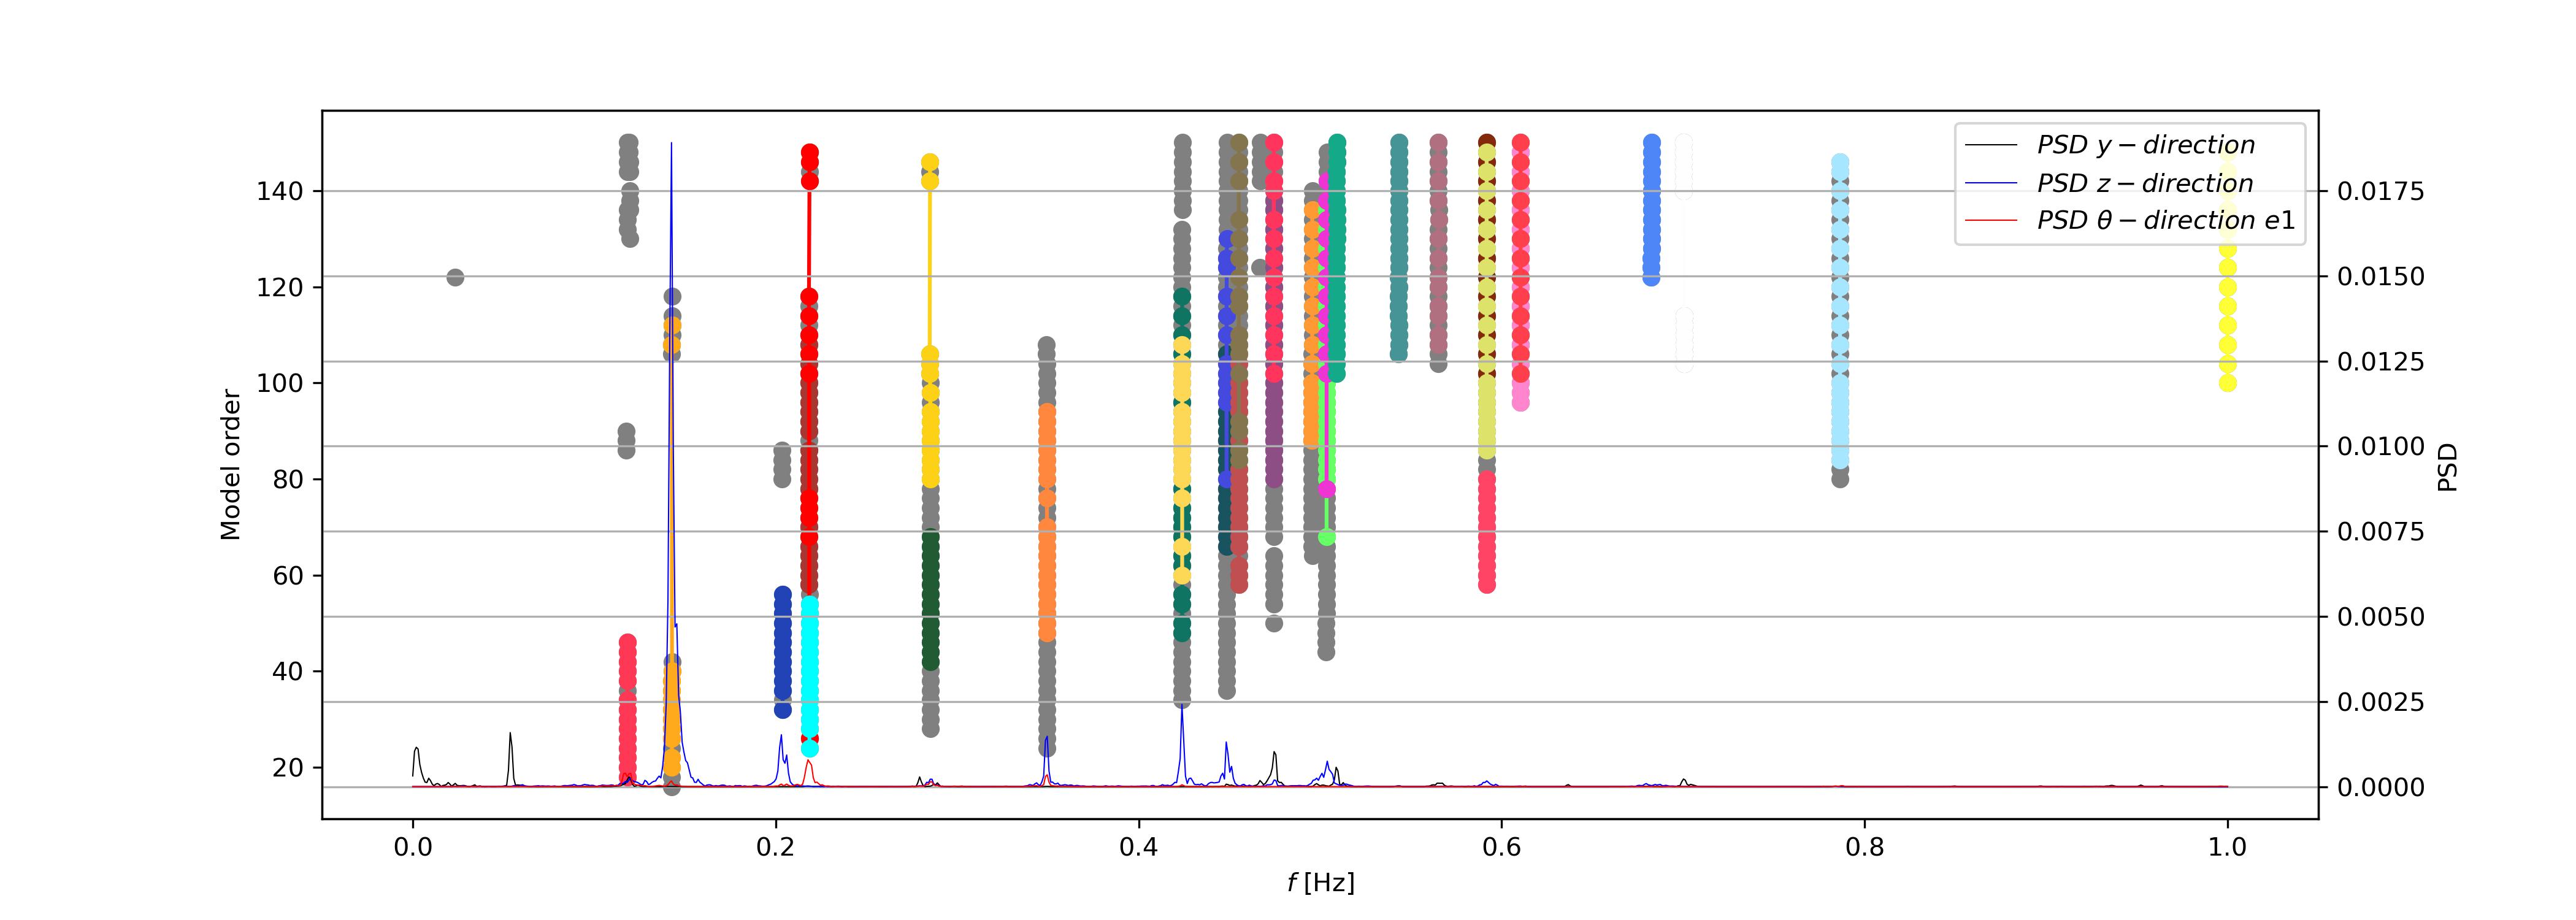 PSD y − direction
PSD z − direction
PSD θ − direction e1
140
120
100
80
60
40
20
Model order
0.0175
0.0150
0.0125
0.0100
0.0075
0.0050
0.0025
0.0000
PSD
0.0 0.2 0.4 0.6 0.8 1.0
f [Hz]